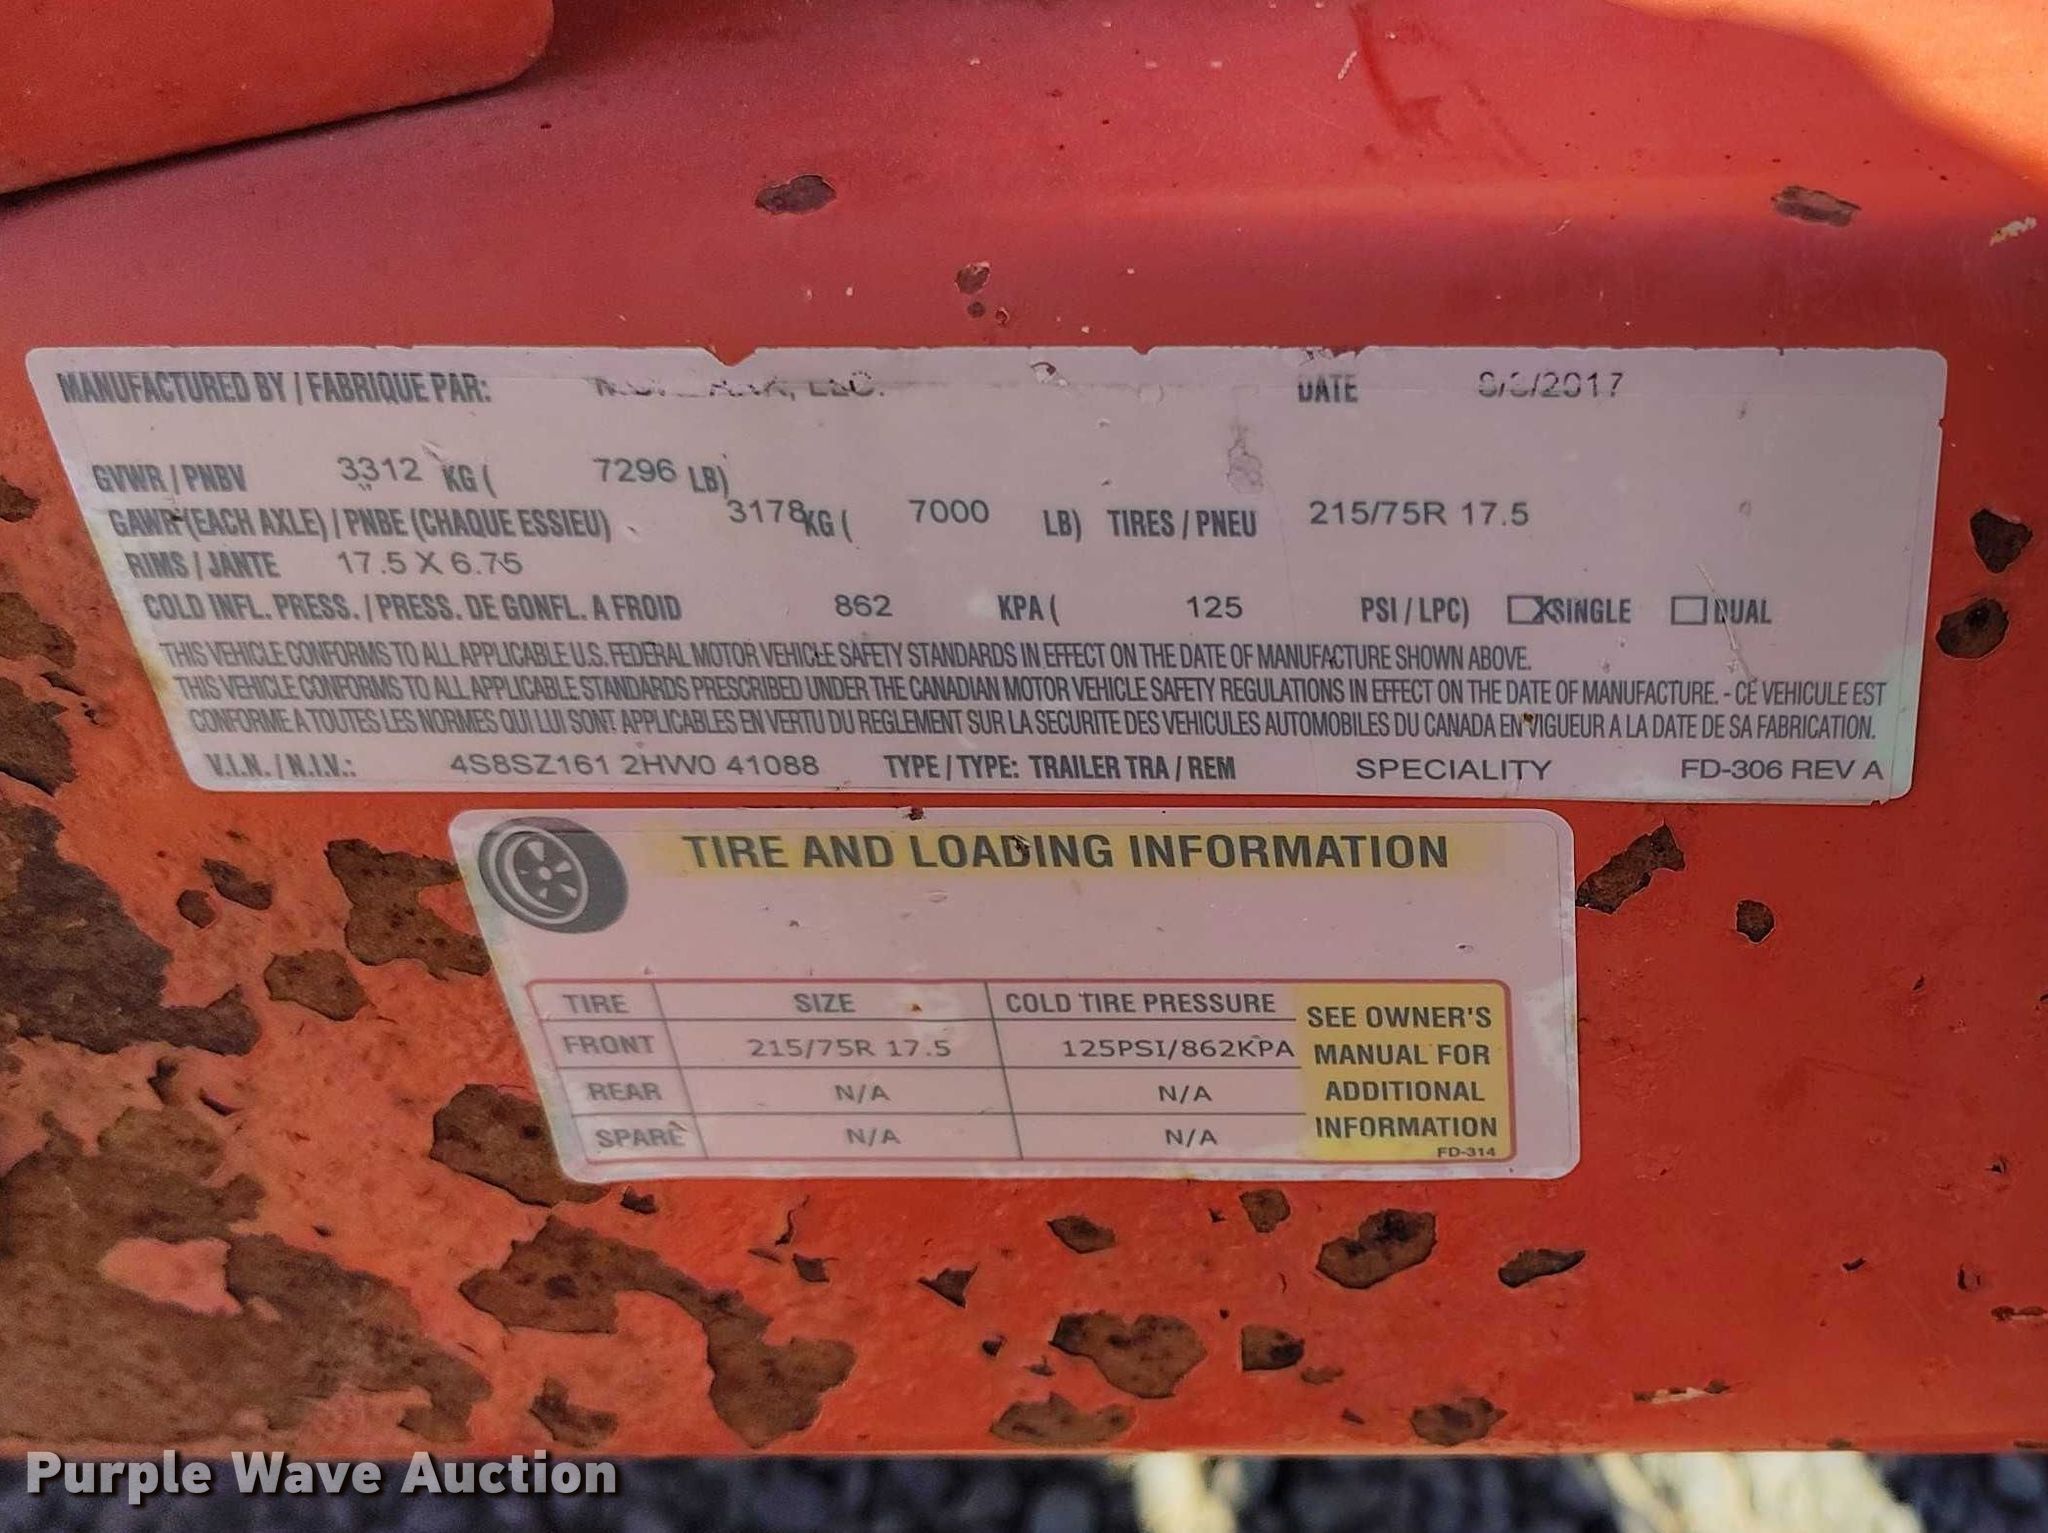 MANUFACTURED BY / FABRIQUE PAR: LLC. DATE 2017
GVWR / PNBV 3312 KG ( 7296 LB)
GAWR (EACH AXLE) / PNBE (CHAQUE ESSIEU) 3178 KG ( 7000 LB) TIRES / PNEU 215/75R 17.5
RIMS / JANTE 17.5 X 6.75
COLD INFL. PRESS. / PRESS. DE GONFL. A FROID 862 KPA ( 125 PSI / LPC) X SINGLE DUAL
THIS VEHICLE CONFORMS TO ALL APPLICABLE U.S. FEDERAL MOTOR VEHICLE SAFETY STANDARDS IN EFFECT ON THE DATE OF MANUFACTURE SHOWN ABOVE.
THIS VEHICLE CONFORMS TO ALL APPLICABLE STANDARDS PRESCRIBED UNDER THE CANADIAN MOTOR VEHICLE SAFETY REGULATIONS IN EFFECT ON THE DATE OF MANUFACTURE. - CE VEHICULE EST
CONFORME A TOUTES LES NORMES QUI LUI SONT APPLICABLES EN VERTU DU REGLEMENT SUR LA SECURITE DES VEHICULES AUTOMOBILES DU CANADA EN VIGUEUR A LA DATE DE SA FABRICATION.
V.I.N. / N.I.V.: 4S8SZ161 2HW0 41088 TYPE / TYPE: TRAILER TRA / REM SPECIALITY FD-306 REV A
TIRE AND LOADING INFORMATION
TIRE SIZE COLD TIRE PRESSURE
FRONT 215/75R 17.5 125PSI/862KPA
REAR N/A N/A
SPARE N/A N/A
SEE OWNER'S
MANUAL FOR
ADDITIONAL
INFORMATION
FD-314
Purple Wave Auction